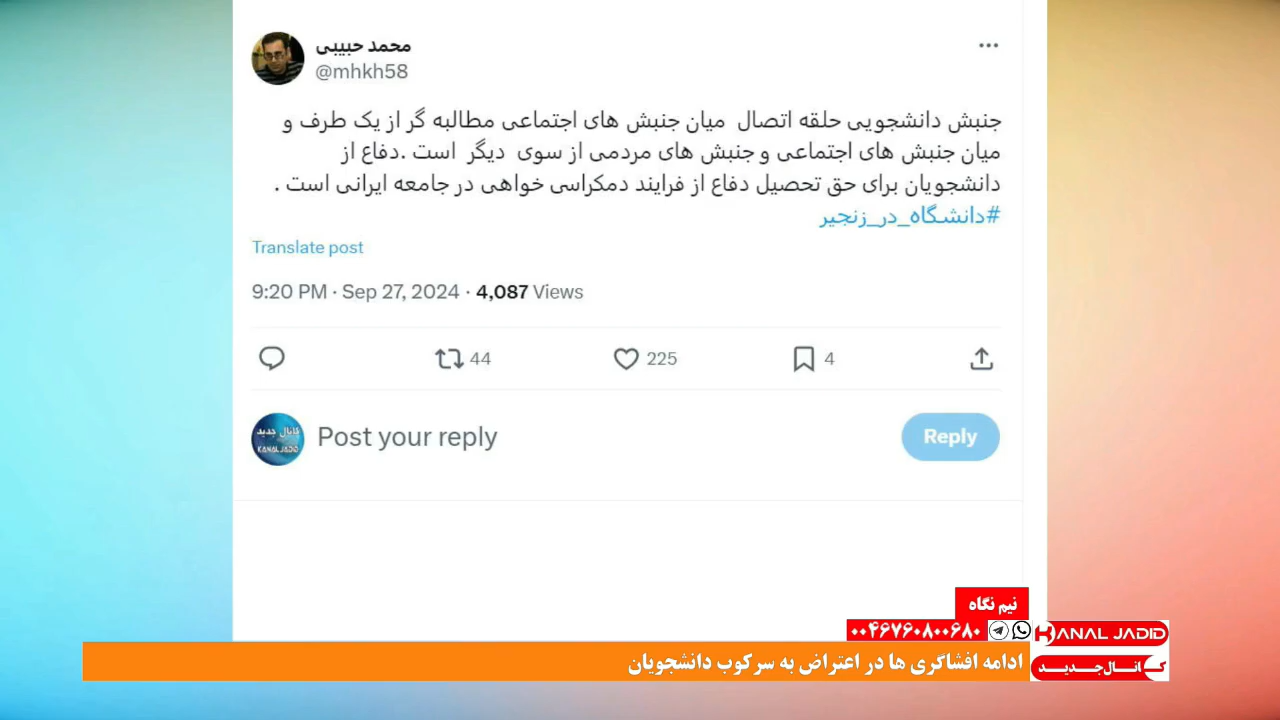 محمد حبیبی
@mhkh58
جنبش دانشجویی حلقه اتصال میان جنبش های اجتماعی مطالبه گر از یک طرف و
میان جنبش های اجتماعی و جنبش های مردمی از سوی دیگر است .دفاع از
دانشجویان برای حق تحصیل دفاع از فرایند دمکراسی خواهی در جامعه ایرانی است .
#دانشگاه_در_زنجیر
Translate post
9:20 PM · Sep 27, 2024 · 4,087 Views
44 225 4
کانال جدید
KANAL JADID
Post your reply
Reply
نیم نگاه
۰۰۴۶۷۶۰۸۰۰۶۸۰
KANAL JADID
ادامه افشاگری ها در اعتراض به سرکوب دانشجویان
کانال جدید